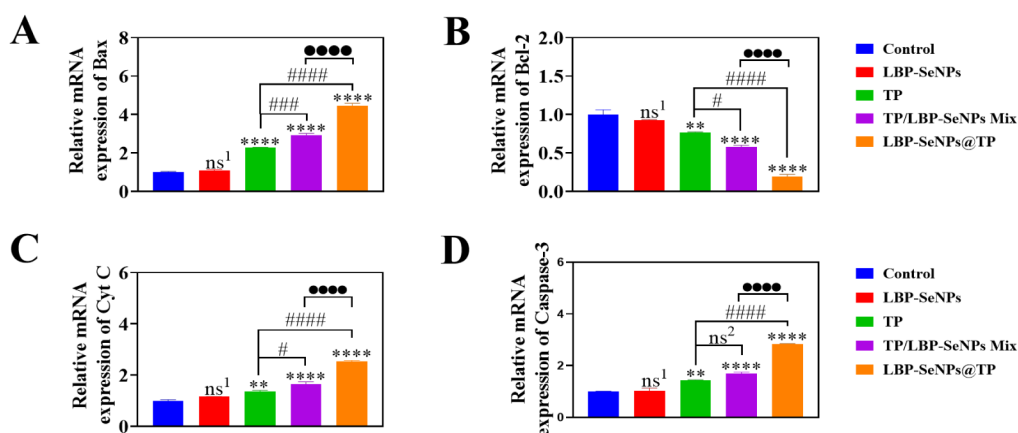 A
Relative mRNA
expression of Bax
8
6
4
2
0
ns1
****
****
****
###
####
●●●●
B
Relative mRNA
expression of Bcl-2
2.0
1.5
1.0
0.5
0.0
ns1
**
****
****
#
####
●●●●
Control
LBP-SeNPs
TP
TP/LBP-SeNPs Mix
LBP-SeNPs@TP
C
Relative mRNA
expression of Cyt C
6
4
2
0
ns1
**
****
****
#
####
●●●●
D
Relative mRNA
expression of Caspase-3
6
4
2
0
ns1
**
****
****
ns2
####
●●●●
Control
LBP-SeNPs
TP
TP/LBP-SeNPs Mix
LBP-SeNPs@TP